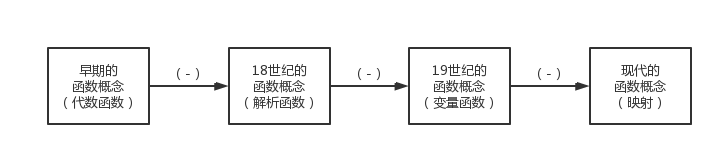 早期的
函数概念
（代数函数）
（-）
18世纪的
函数概念
（解析函数）
（-）
19世纪的
函数概念
（变量函数）
（-）
现代的
函数概念
（映射）